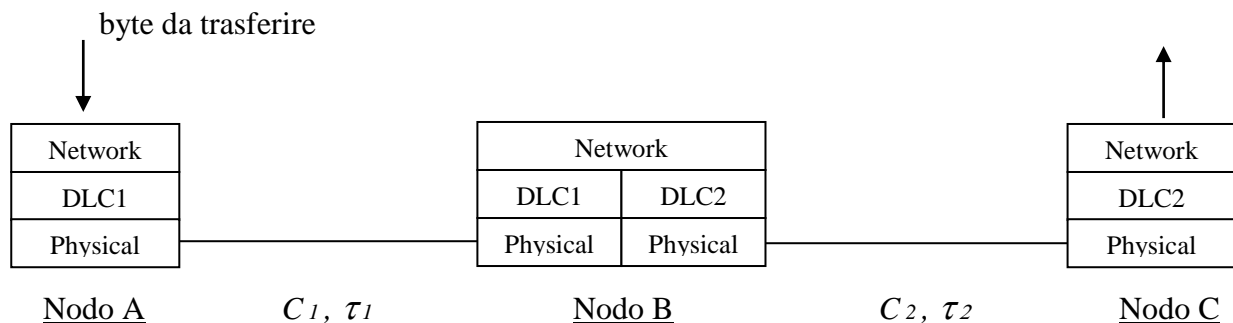 byte da trasferire
Network Network Network
DLC1 DLC1 DLC2 DLC2
Physical Physical Physical Physical
Nodo A C1, τ1 Nodo B C2, τ2 Nodo C